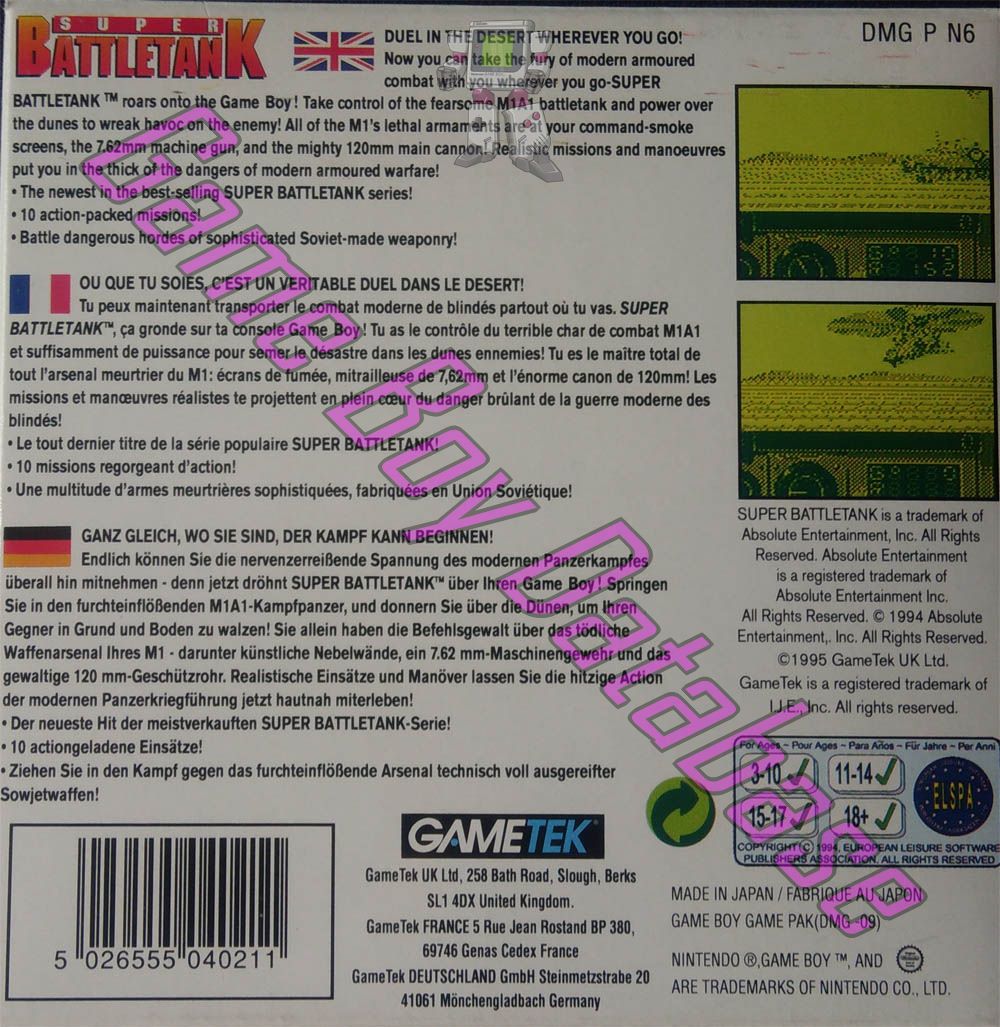 SUPER
BATTLETANK
DUEL IN THE DESERT WHEREVER YOU GO!
Now you can take the fury of modern armoured
combat with you wherever you go-SUPER
BATTLETANK ™ roars onto the Game Boy! Take control of the fearsome M1A1 battletank and power over
the dunes to wreak havoc on the enemy! All of the M1's lethal armaments are at your command-smoke
screens, the 7.62mm machine gun, and the mighty 120mm main cannon. Realistic missions and manoeuvres
put you in the thick of the dangers of modern armoured warfare!
• The newest in the best-selling SUPER BATTLETANK series!
• 10 action-packed missions!
• Battle dangerous hordes of sophisticated Soviet-made weaponry!
OU QUE TU SOIES, C'EST UN VERITABLE DUEL DANS LE DESERT!
Tu peux maintenant transporter le combat moderne de blindés partout où tu vas. SUPER
BATTLETANK™, ça gronde sur ta console Game Boy! Tu as le contrôle du terrible char de combat M1A1
et suffisamment de puissance pour semer le désastre dans les dunes ennemies! Tu es le maître total de
tout l'arsenal meurtrier du M1: écrans de fumée, mitrailleuse de 7,62mm et l'énorme canon de 120mm! Les
missions et manœuvres réalistes te projettent en plein cœur du danger brûlant de la guerre moderne des
blindés!
• Le tout dernier titre de la série populaire SUPER BATTLETANK!
• 10 missions regorgeant d'action!
• Une multitude d'armes meurtrières sophistiquées, fabriquées en Union Soviétique!
GANZ GLEICH, WO SIE SIND, DER KAMPF KANN BEGINNEN!
Endlich können Sie die nervenzerreißende Spannung des modernen Panzerkampfes
überall hin mitnehmen - denn jetzt dröhnt SUPER BATTLETANK™ über Ihren Game Boy! Springen
Sie in den furchteinflößenden M1A1-Kampfpanzer, und donnern Sie über die Dünen, um Ihren
Gegner in Grund und Boden zu walzen! Sie allein haben die Befehlsgewalt über das tödliche
Waffenarsenal Ihres M1 - darunter künstliche Nebelwände, ein 7.62 mm-Maschinengewehr und das
gewaltige 120 mm-Geschützrohr. Realistische Einsätze und Manöver lassen Sie die hitzige Action
der modernen Panzerkriegführung jetzt hautnah miterleben!
• Der neueste Hit der meistverkauften SUPER BATTLETANK-Serie!
• 10 actiongeladene Einsätze!
• Ziehen Sie in den Kampf gegen das furchteinflößende Arsenal technisch voll ausgereifter
Sowjetwaffen!
5 026555 040211
GAMETEK
GameTek UK Ltd, 258 Bath Road, Slough, Berks
SL1 4DX United Kingdom.
GameTek FRANCE 5 Rue Jean Rostand BP 380,
69746 Genas Cedex France
GameTek DEUTSCHLAND GmbH Steinmetzstrabe 20
41061 Mönchengladbach Germany
DMG P N6
SUPER BATTLETANK is a trademark of
Absolute Entertainment, Inc. All Rights
Reserved. Absolute Entertainment
is a registered trademark of
Absolute Entertainment Inc.
All Rights Reserved. © 1994 Absolute
Entertainment,. Inc. All Rights Reserved.
©1995 GameTek UK Ltd.
GameTek is a registered trademark of
I.J.E., Inc. All rights reserved.
For Ages ~ Pour Ages ~ Para Años ~ Für Jahre ~ Per Anni
3-10 ✓ 11-14 ✓
15-17 ✓ 18+ ✓
ELSPA
COPYRIGHT (C) 1994, EUROPEAN LEISURE SOFTWARE
PUBLISHERS ASSOCIATION. ALL RIGHTS RESERVED
MADE IN JAPAN / FABRIQUE AU JAPON
GAME BOY GAME PAK(DMG -09)
NINTENDO ®,GAME BOY ™, AND
ARE TRADEMARKS OF NINTENDO CO., LTD.
Game Boy Database